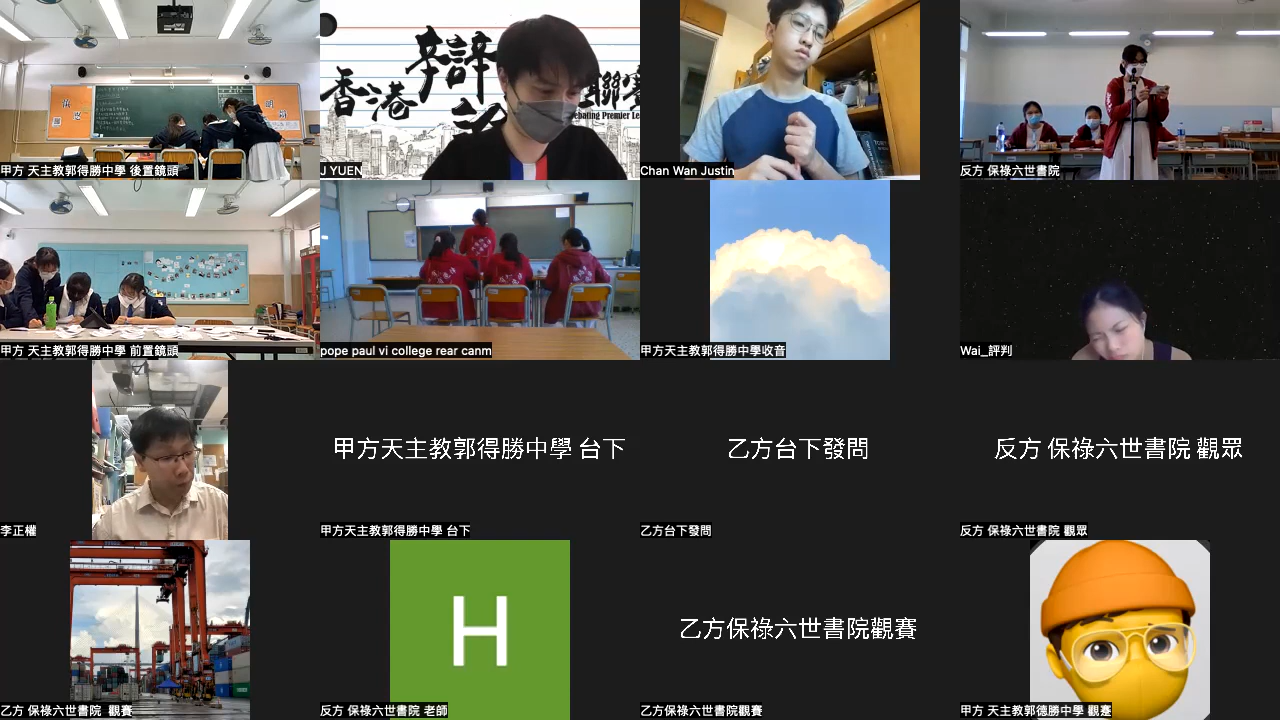 甲方 天主教郭得勝中學 後置鏡頭
香港
辯
聯賽
ebating Premier Le
J YUEN
Chan Wan Justin
反方 保祿六世書院
甲方 天主教郭得勝中學 前置鏡頭
pope paul vi college rear canm
甲方天主教郭得勝中學收音
Wai_評判
李正權
甲方天主教郭得勝中學 台下
甲方天主教郭得勝中學 台下
乙方台下發問
乙方台下發問
反方 保祿六世書院 觀眾
反方 保祿六世書院 觀眾
乙方 保祿六世書院 觀賽
H
反方 保祿六世書院 老師
乙方保祿六世書院觀賽
乙方保祿六世書院觀賽
甲方 天主教郭德勝中學 觀賽